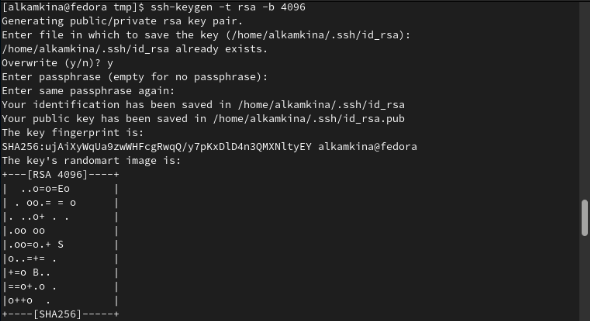 [alkamkina@fedora tmp]$ ssh-keygen -t rsa -b 4096
Generating public/private rsa key pair.
Enter file in which to save the key (/home/alkamkina/.ssh/id_rsa):
/home/alkamkina/.ssh/id_rsa already exists.
Overwrite (y/n)? y
Enter passphrase (empty for no passphrase):
Enter same passphrase again:
Your identification has been saved in /home/alkamkina/.ssh/id_rsa
Your public key has been saved in /home/alkamkina/.ssh/id_rsa.pub
The key fingerprint is:
SHA256:ujAiXyWqUa9zwWHFcgRwqQ/y7pKxDlD4n3QMXNltyEY alkamkina@fedora
The key's randomart image is:
+---[RSA 4096]----+
|  ..o=o=Eo       |
| . oo.= = o      |
| . ..o+ . .      |
|.oo oo           |
|.oo=o.+ S        |
|o..=+= .         |
|+=o B..          |
|==o+.o .         |
|o++o  .          |
+----[SHA256]-----+